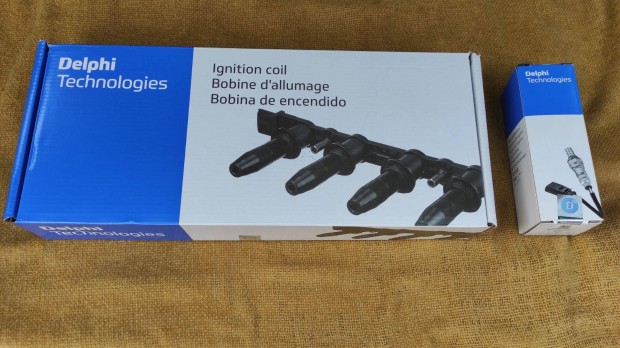 Delphi
Technologies
Ignition coil
Bobine d'allumage
Bobina de encendido
Delphi
Technologies
Delphi
Technologies